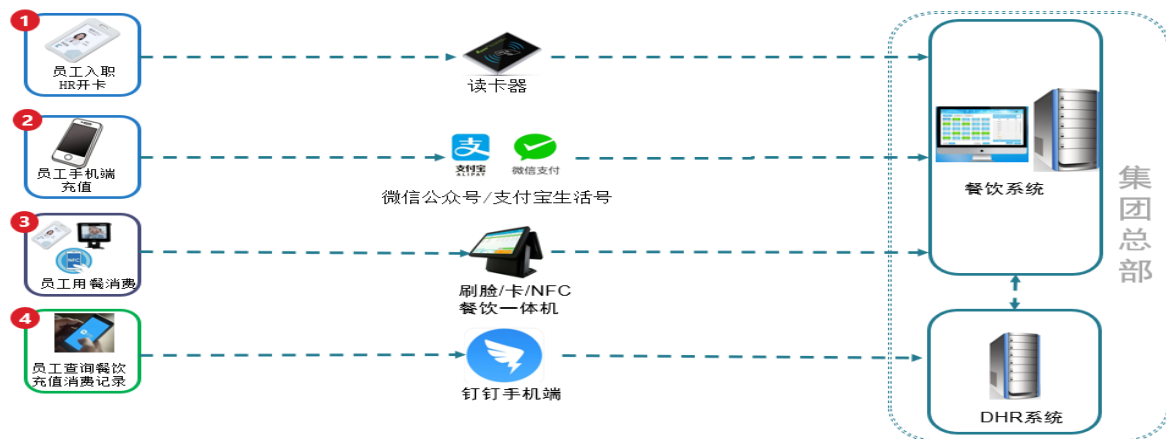 1
员工入职
HR开卡
读卡器
2
员工手机端
充值
支
支付宝
ALIPAY
微信支付
微信公众号/支付宝生活号
餐饮系统
集团总部
3
NFC
员工用餐消费
刷脸/卡/NFC
餐饮一体机
4
员工查询餐饮
充值消费记录
钉钉手机端
DHR系统